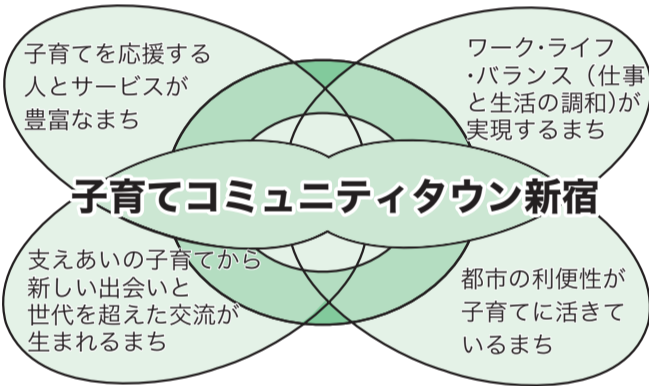 子育てを応援する
人とサービスが
豊富なまち
ワーク・ライフ
・バランス（仕事
と生活の調和）が
実現するまち
子育てコミュニティタウン新宿
支えあいの子育てから
新しい出会いと
世代を超えた交流が
生まれるまち
都市の利便性が
子育てに活きて
いるまち